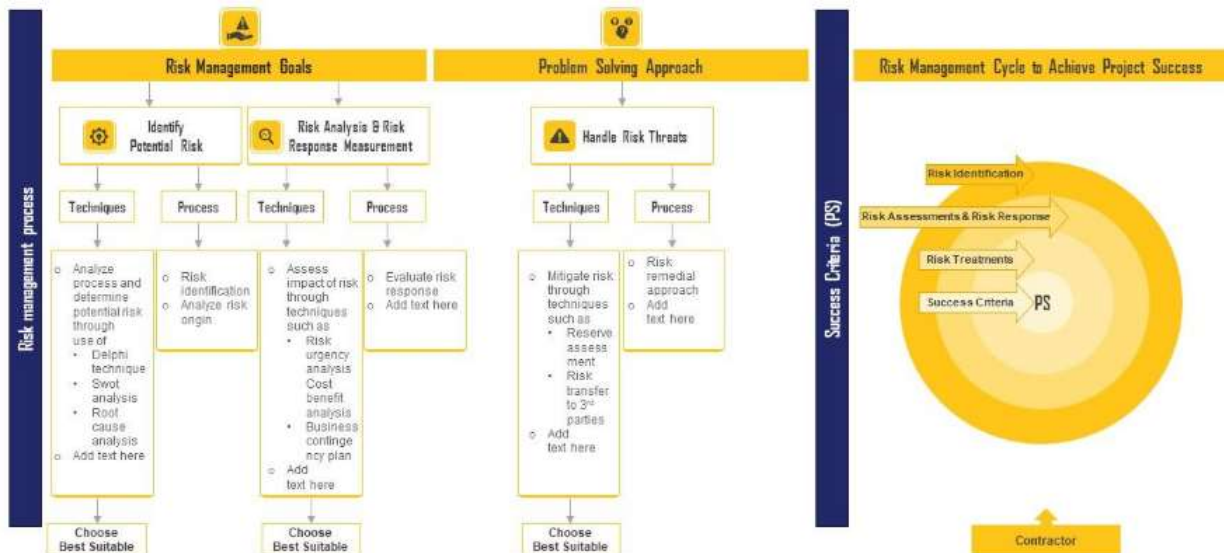 Risk management process
Risk Management Goals
Identify
Potential Risk
Risk Analysis & Risk
Response Measurement
Techniques
Process
Techniques
Process
Analyze
process and
determine
potential risk
through
use of
Delphi
technique
Swot
analysis
Root
cause
analysis
Add text here
Risk
identification
Analyze risk
origin
Assess
impact of risk
through
techniques
such as
Risk
urgency
analysis
Cost
benefit
analysis
Business
continge
ncy plan
Add
text here
Evaluate risk
response
Add text here
Choose
Best Suitable
Choose
Best Suitable
Problem Solving Approach
Handle Risk Threats
Techniques
Process
Mitigate risk
through
techniques
such as
Reserve
assess
ment
Risk
transfer
to 3rd
parties
Add
text here
Risk
remedial
approach
Add
text here
Choose
Best Suitable
Success Criteria (PS)
Risk Management Cycle to Achieve Project Success
Risk Identification
Risk Assessments & Risk Response
Risk Treatments
Success Criteria
PS
Contractor